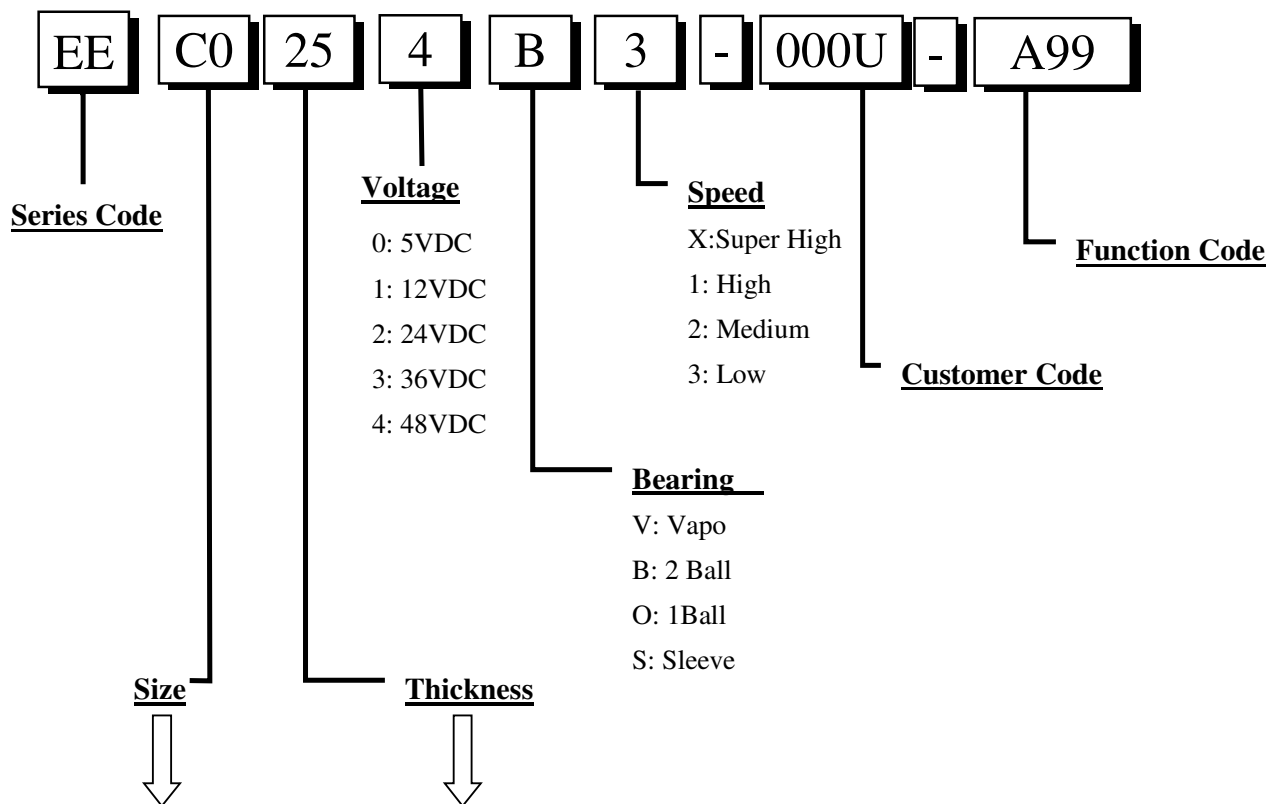 EE C0 25 4 B 3 - 000U - A99
Series Code
Voltage
0: 5VDC
1: 12VDC
2: 24VDC
3: 36VDC
4: 48VDC
Speed
X:Super High
1: High
2: Medium
3: Low
Function Code
Customer Code
Bearing
V: Vapo
B: 2 Ball
O: 1Ball
S: Sleeve
Size
Thickness